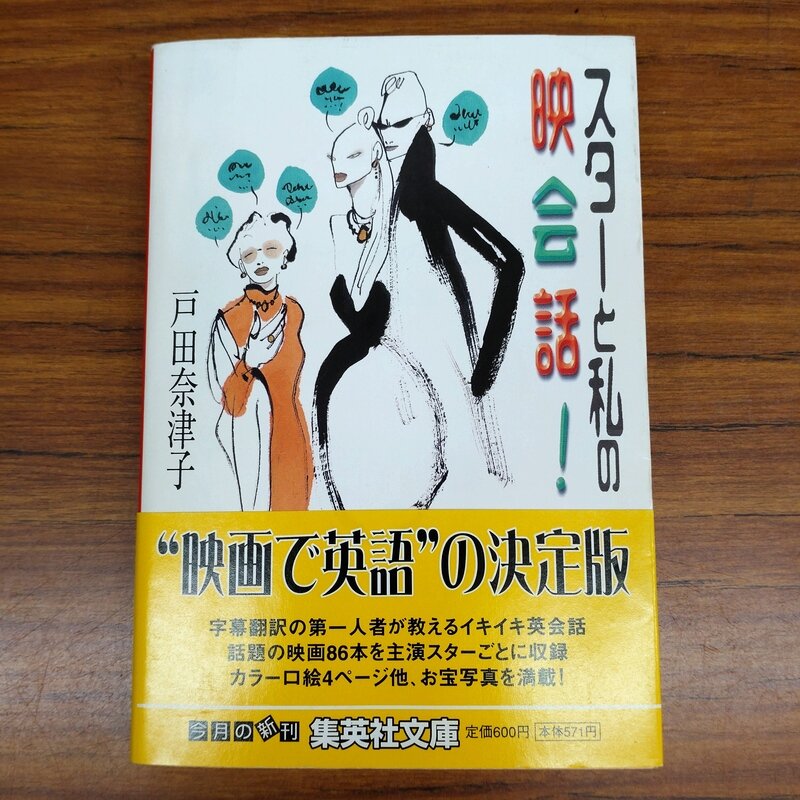 スターと私の
映会話!
戸田奈津子
“映画で英語”の決定版
字幕翻訳の第一人者が教えるイキイキ英会話
話題の映画86本を主演スターごとに収録
カラー口絵4ページ他、お宝写真を満載!
今月の新刊 集英社文庫 定価600円 本体571円